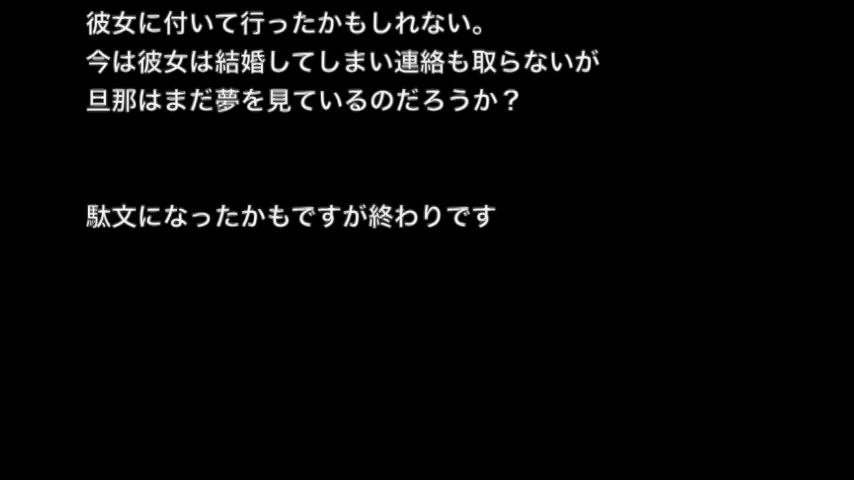 彼女に付いて行ったかもしれない。
今は彼女は結婚してしまい連絡も取らないが
旦那はまだ夢を見ているのだろうか？
駄文になったかもですが終わりです